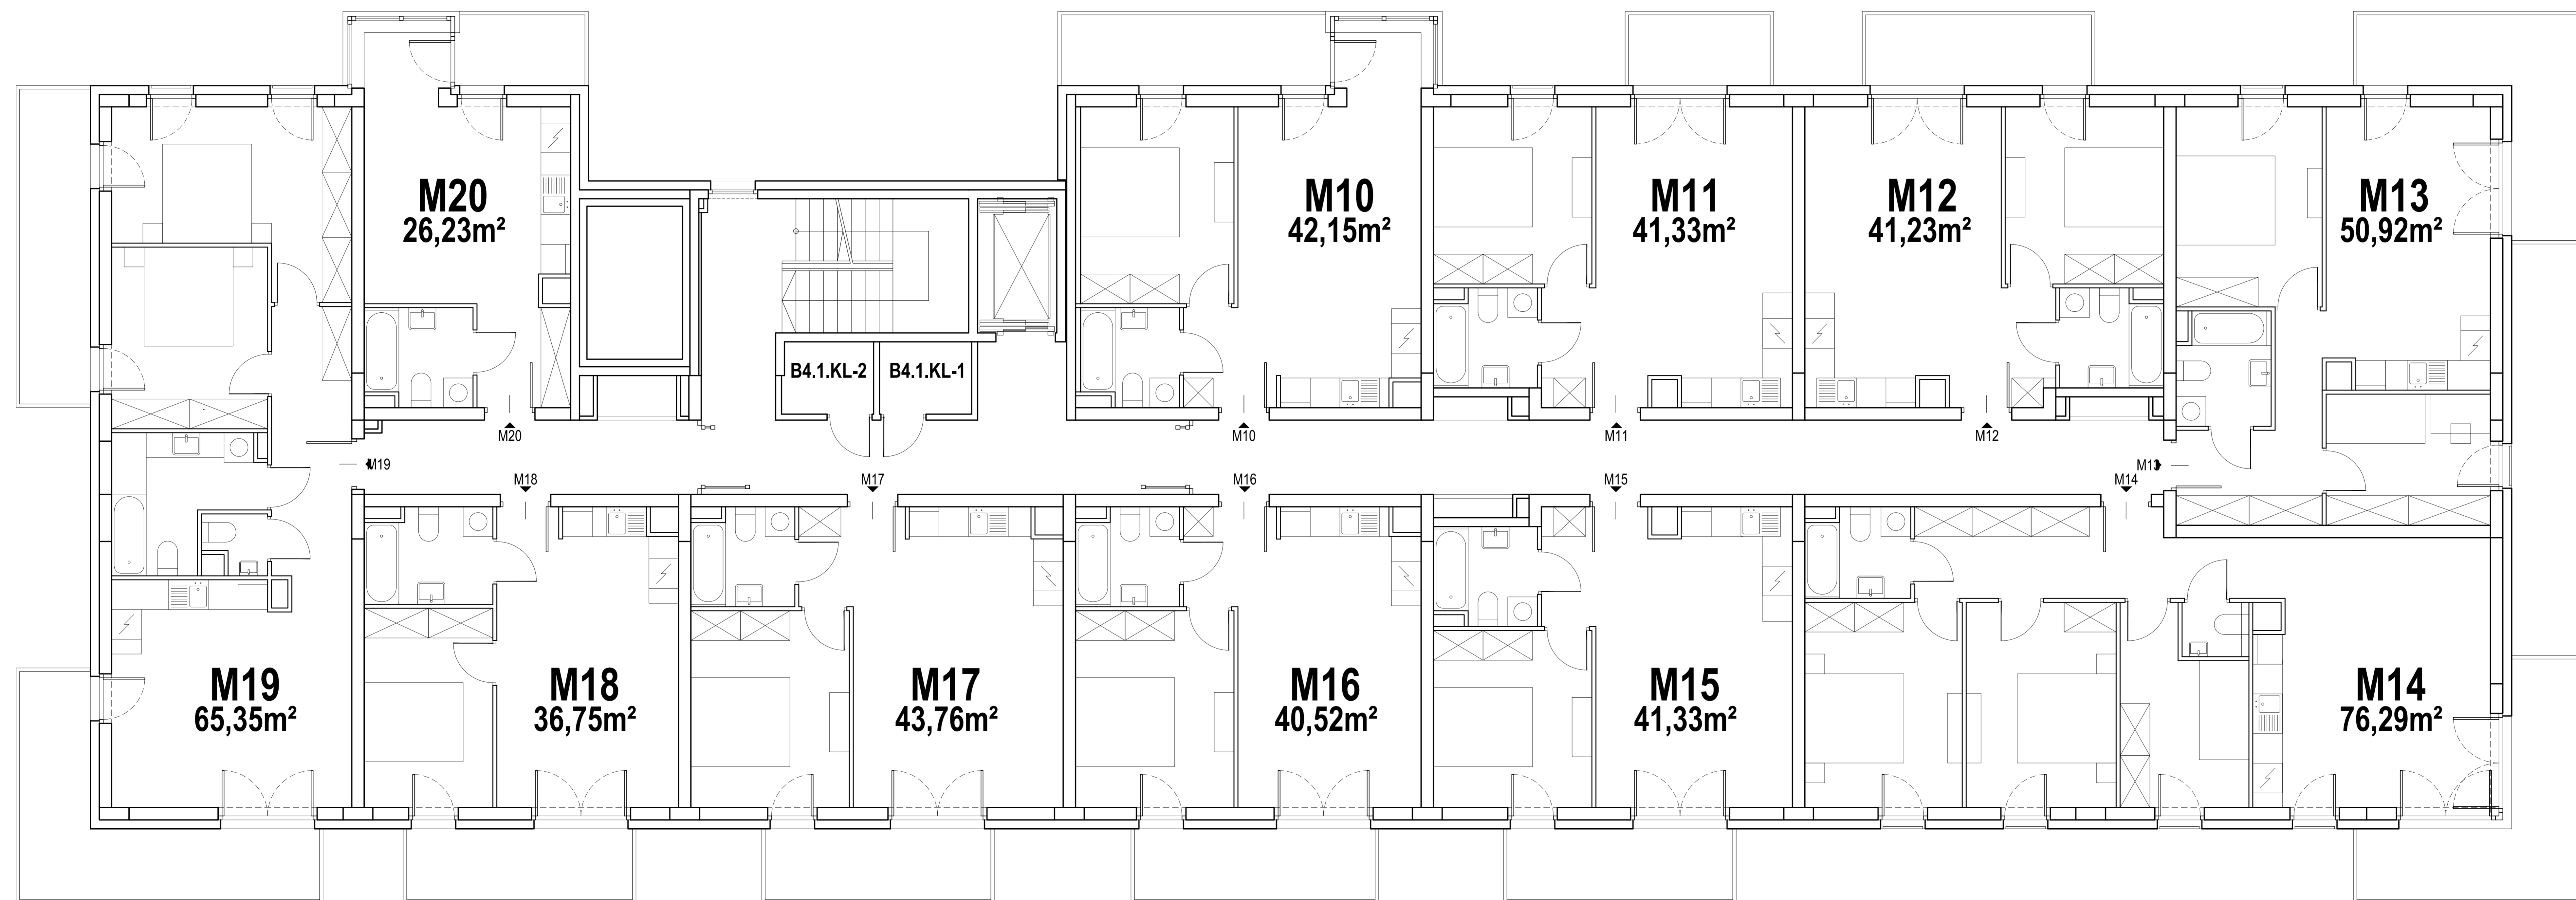 M20
26,23m²
M10
42,15m²
M11
41,33m²
M12
41,23m²
M13
50,92m²
B4.1.KL-2
B4.1.KL-1
M20
M10
M11
M12
M19
M13
M18
M17
M16
M15
M14
M19
65,35m²
M18
36,75m²
M17
43,76m²
M16
40,52m²
M15
41,33m²
M14
76,29m²